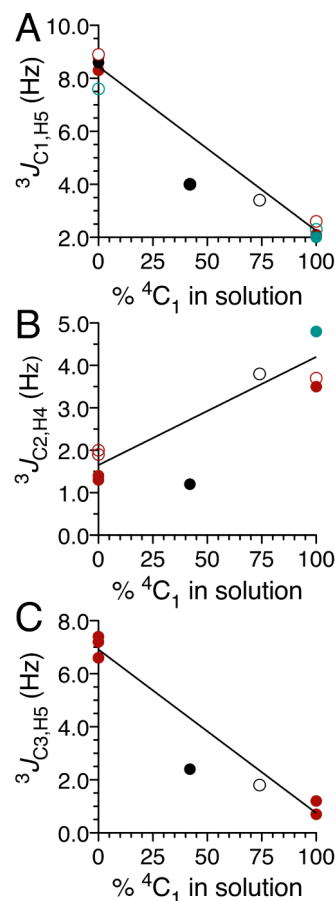 A
10.0
8.0
6.0
4.0
2.0
³J_C1,H5 (Hz)
0 25 50 75 100
% ⁴C₁ in solution
B
5.0
4.0
3.0
2.0
1.0
0.0
³J_C2,H4 (Hz)
0 25 50 75 100
% ⁴C₁ in solution
C
8.0
6.0
4.0
2.0
0.0
³J_C3,H5 (Hz)
0 25 50 75 100
% ⁴C₁ in solution